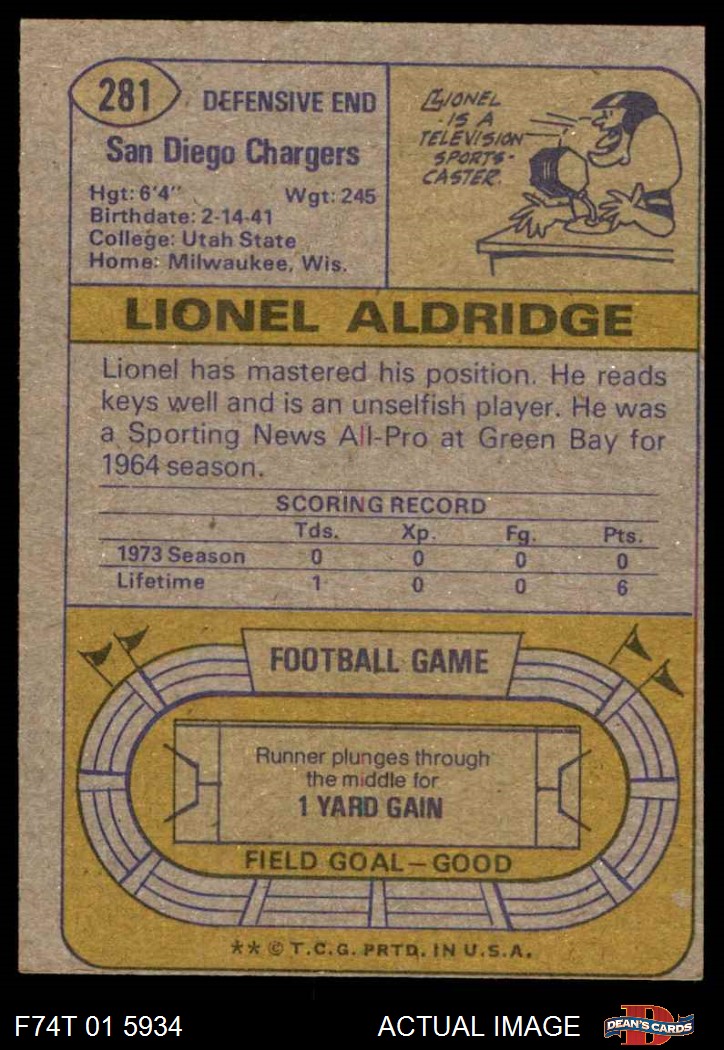 281
DEFENSIVE END
San Diego Chargers
Hgt: 6'4" Wgt: 245
Birthdate: 2-14-41
College: Utah State
Home: Milwaukee, Wis.
LIONEL
IS A
TELEVISION
SPORTS-
CASTER.
LIONEL ALDRIDGE
Lionel has mastered his position. He reads
keys well and is an unselfish player. He was
a Sporting News All-Pro at Green Bay for
1964 season.
SCORING RECORD
Tds. Xp. Fg. Pts.
1973 Season 0 0 0 0
Lifetime 1 0 0 6
FOOTBALL GAME
Runner plunges through
the middle for
1 YARD GAIN
FIELD GOAL—GOOD
** © T.C.G. PRTD. IN U.S.A.
F74T 01 5934 ACTUAL IMAGE
DEAN'S CARDS